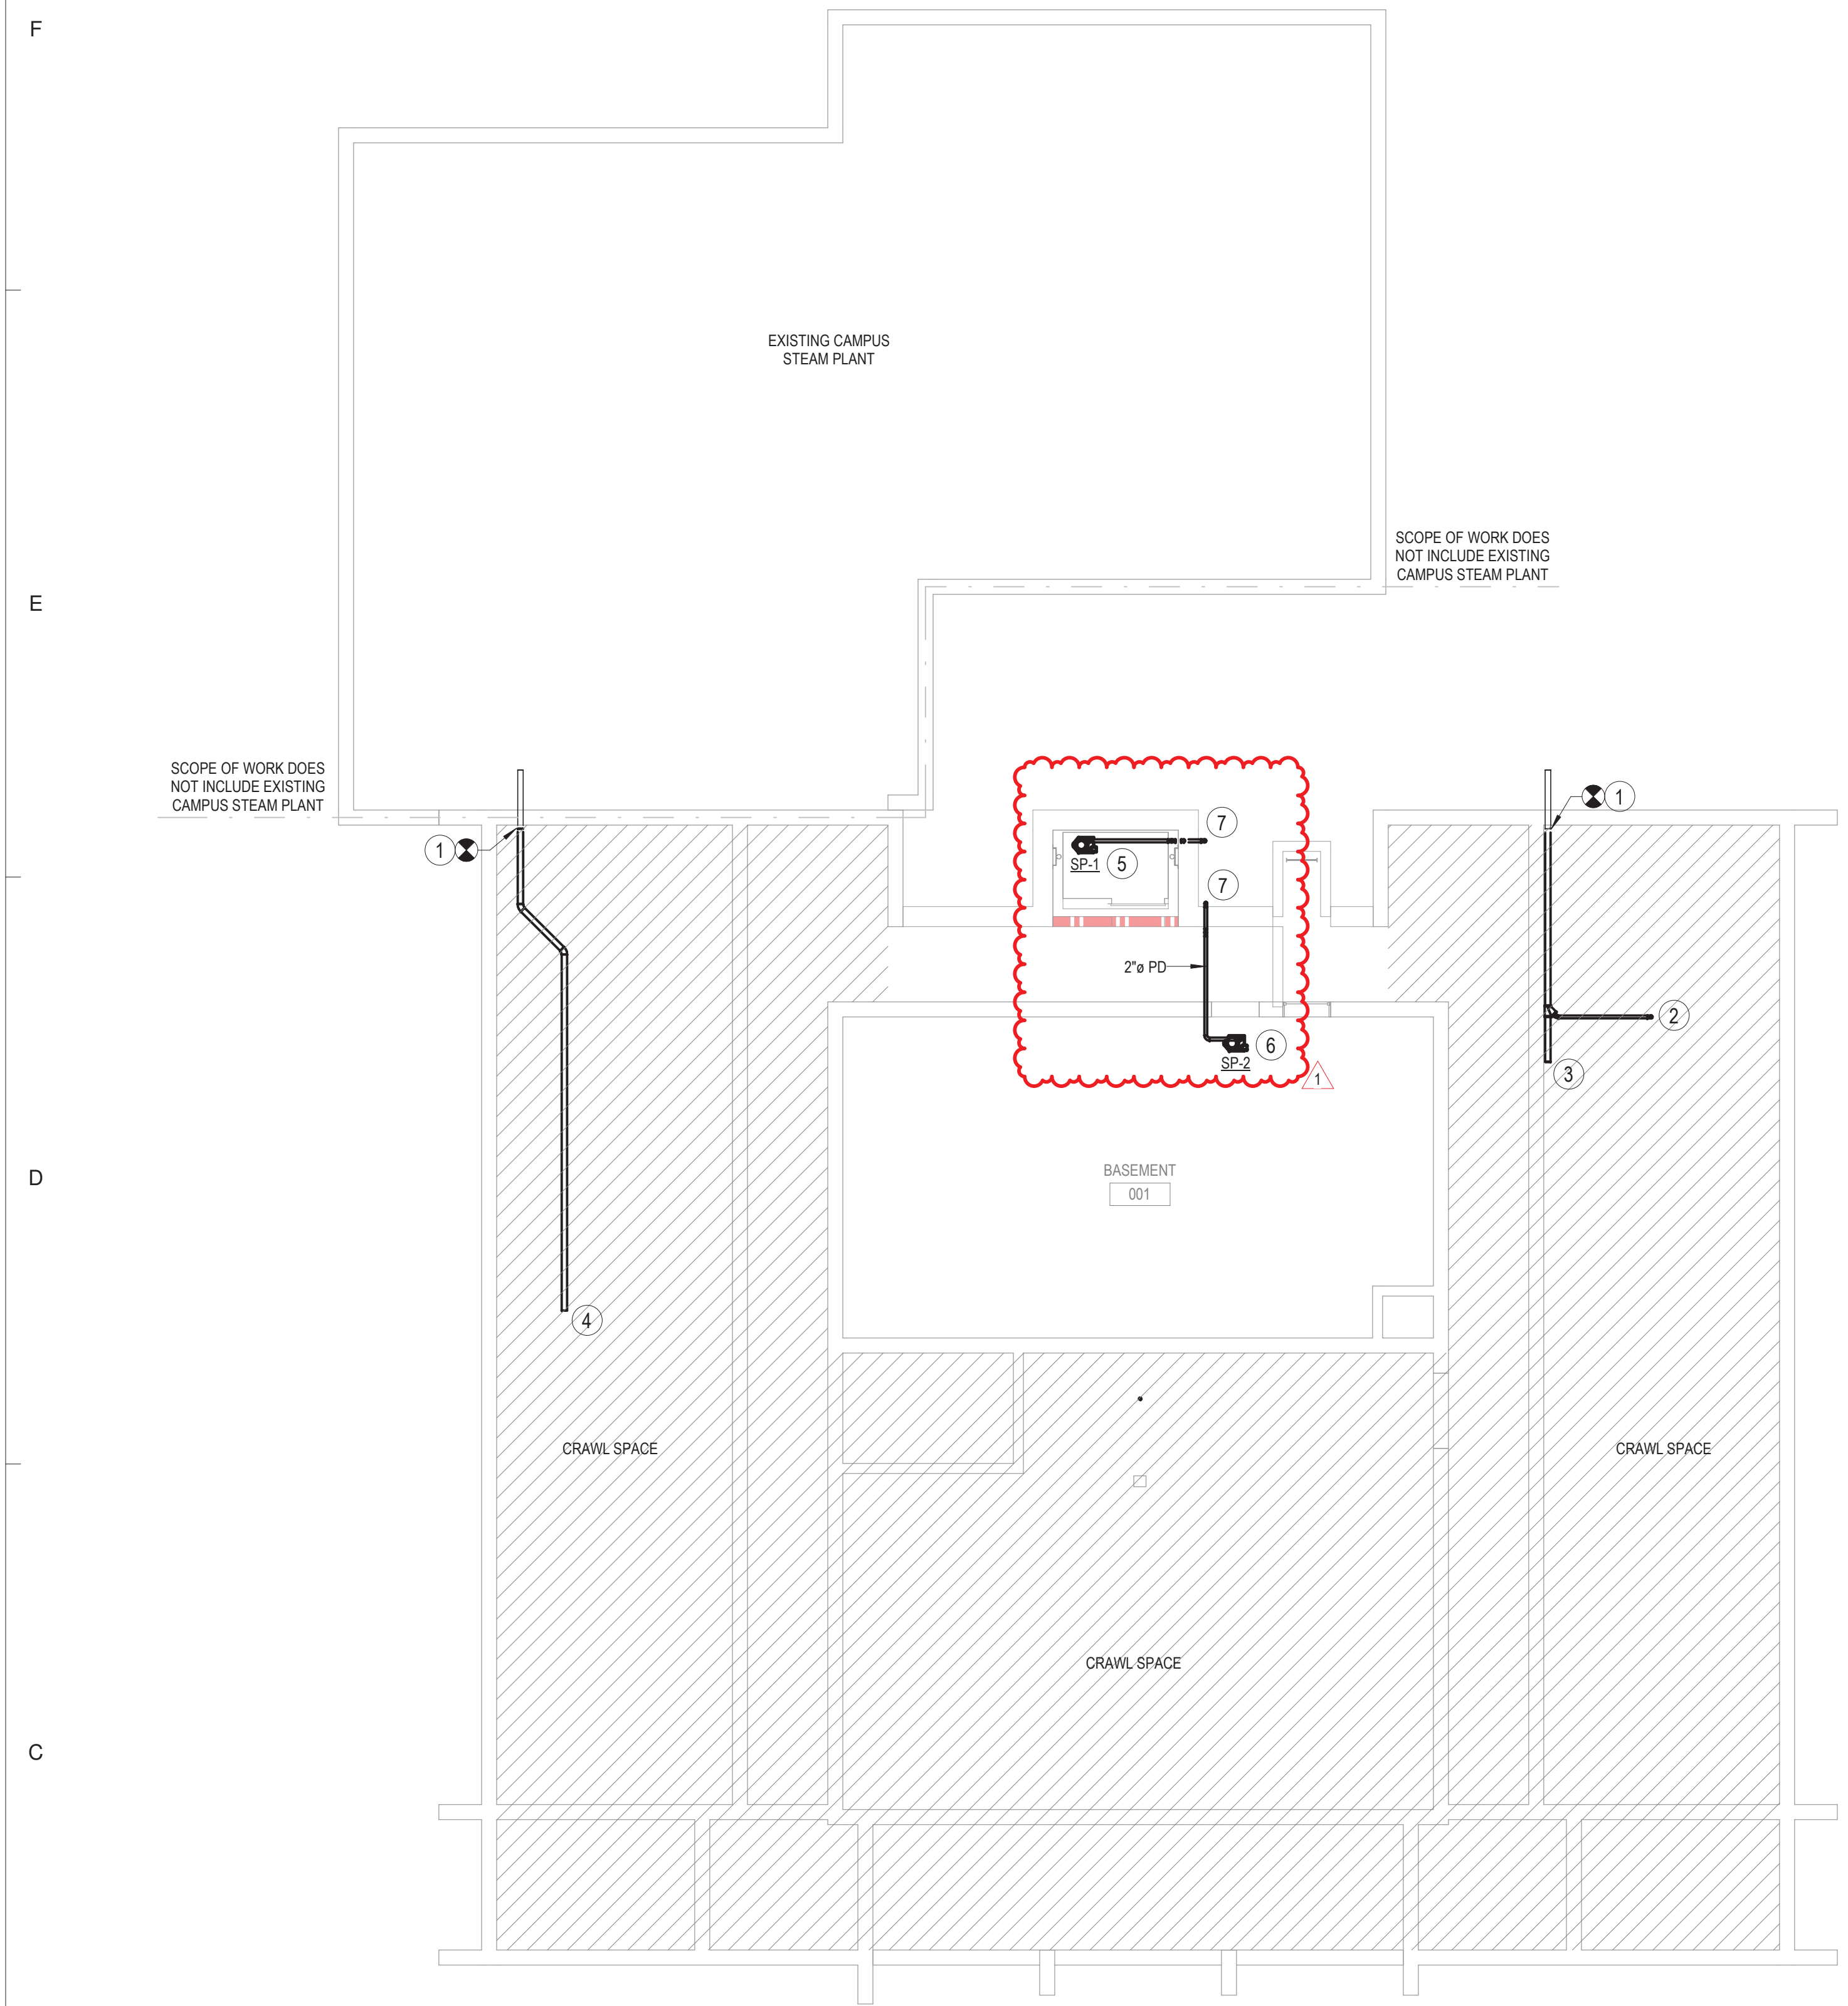 F
EXISTING CAMPUS
STEAM PLANT
SCOPE OF WORK DOES
NOT INCLUDE EXISTING
CAMPUS STEAM PLANT
E
SCOPE OF WORK DOES
NOT INCLUDE EXISTING
CAMPUS STEAM PLANT
1
1
7
SP-1
5
7
2"ø PD
2
6
SP-2
3
1
D
BASEMENT
001
4
CRAWL SPACE
CRAWL SPACE
CRAWL SPACE
C